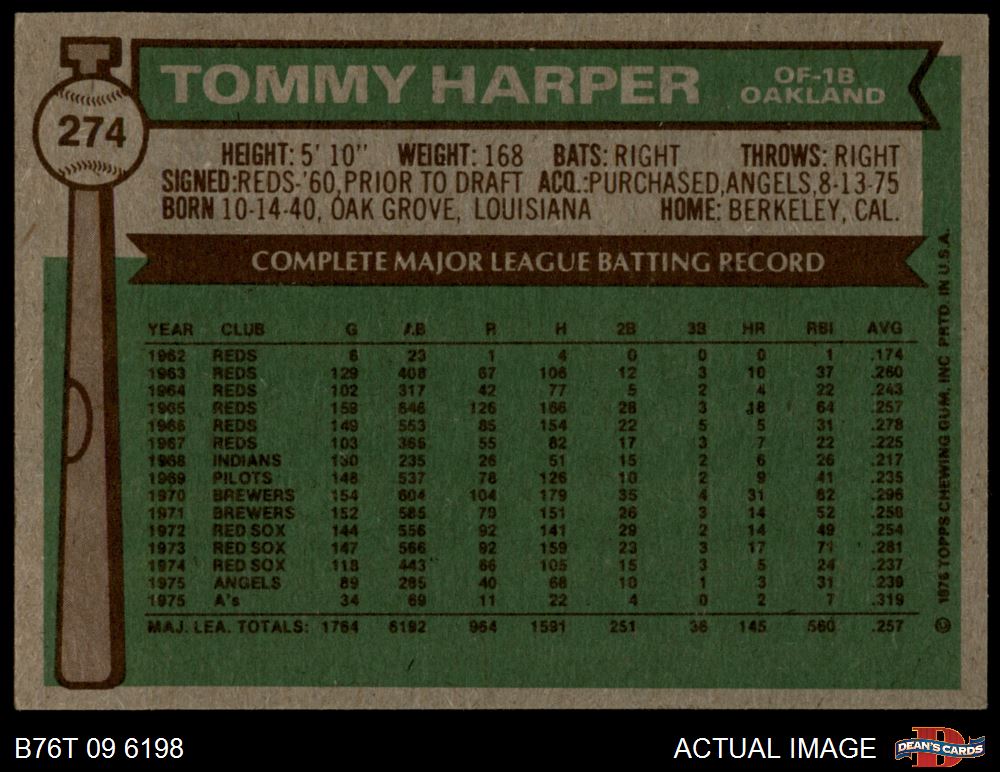 TOMMY HARPER
OF-1B
OAKLAND
274
HEIGHT: 5' 10" WEIGHT: 168 BATS: RIGHT THROWS: RIGHT
SIGNED:REDS-'60,PRIOR TO DRAFT ACQ.:PURCHASED,ANGELS,8-13-75
BORN 10-14-40, OAK GROVE, LOUISIANA HOME: BERKELEY, CAL.
COMPLETE MAJOR LEAGUE BATTING RECORD
YEAR CLUB G AB R H 2B 3B HR RBI AVG
1962 REDS 6 23 1 4 0 0 0 1 .174
1963 REDS 129 408 67 106 12 3 10 37 .260
1964 REDS 102 317 42 77 5 2 4 22 .243
1965 REDS 159 646 126 166 28 3 18 64 .257
1966 REDS 149 553 85 154 22 5 5 31 .278
1967 REDS 103 365 55 82 17 3 7 22 .225
1968 INDIANS 130 235 26 51 15 2 6 26 .217
1969 PILOTS 148 537 78 126 10 2 9 41 .235
1970 BREWERS 154 604 104 179 35 4 31 82 .296
1971 BREWERS 152 585 79 151 26 3 14 52 .258
1972 RED SOX 144 556 92 141 29 2 14 49 .254
1973 RED SOX 147 566 92 159 23 3 17 71 .281
1974 RED SOX 118 443 66 105 15 3 5 24 .237
1975 ANGELS 89 285 40 68 10 1 3 31 .239
1975 A's 34 69 11 22 4 0 2 7 .319
MAJ. LEA. TOTALS: 1764 6192 964 1591 251 36 145 560 .257
© 1976 TOPPS CHEWING GUM, INC PRTD. IN U.S.A.
B76T 09 6198
ACTUAL IMAGE
D
DEAN'S CARDS